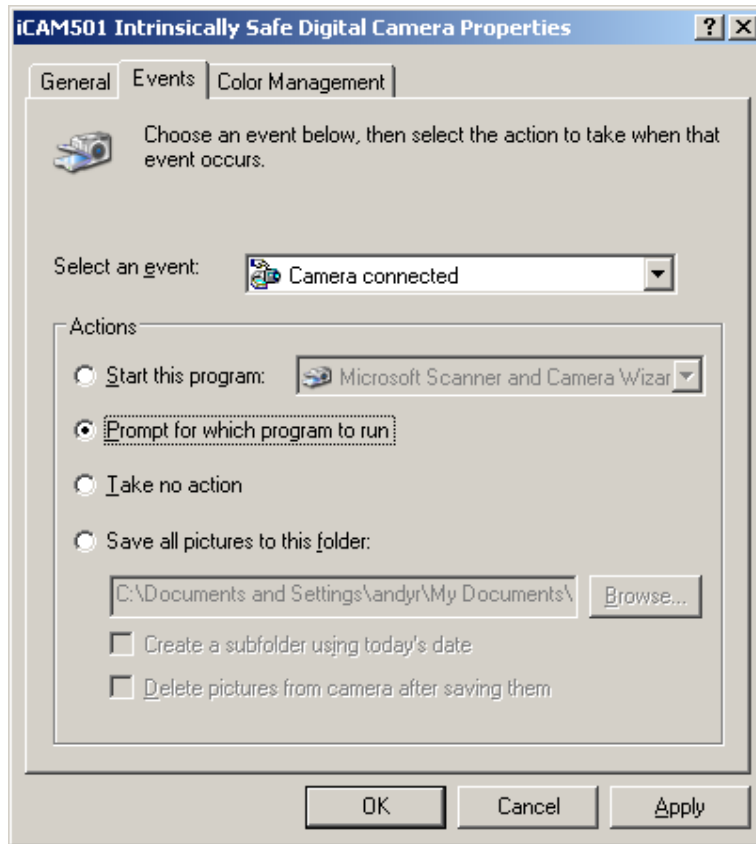 iCAM501 Intrinsically Safe Digital Camera Properties
General Events Color Management
Choose an event below, then select the action to take when that
event occurs.
Select an event: Camera connected
Actions
Start this program: Microsoft Scanner and Camera Wizar
Prompt for which program to run
Take no action
Save all pictures to this folder:
C:\Documents and Settings\andyr\My Documents\ Browse...
Create a subfolder using today's date
Delete pictures from camera after saving them
OK Cancel Apply